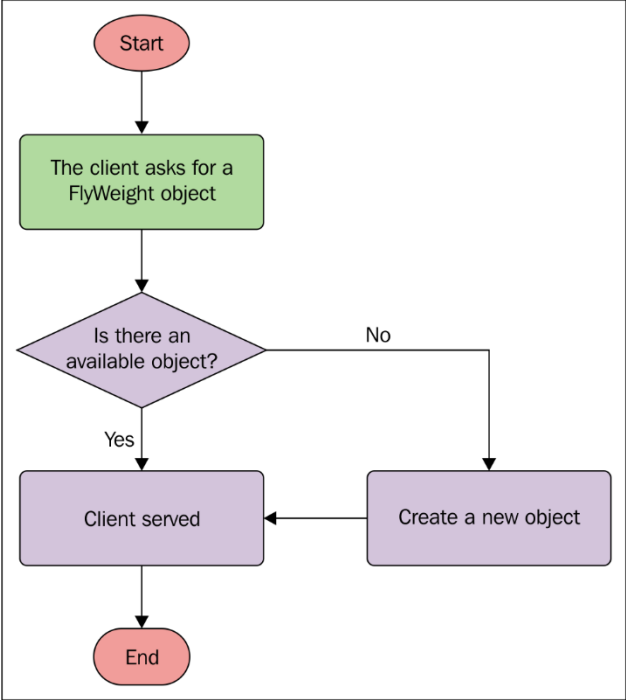 Start
The client asks for a
FlyWeight object
Is there an
available object?
No
Yes
Client served
Create a new object
End